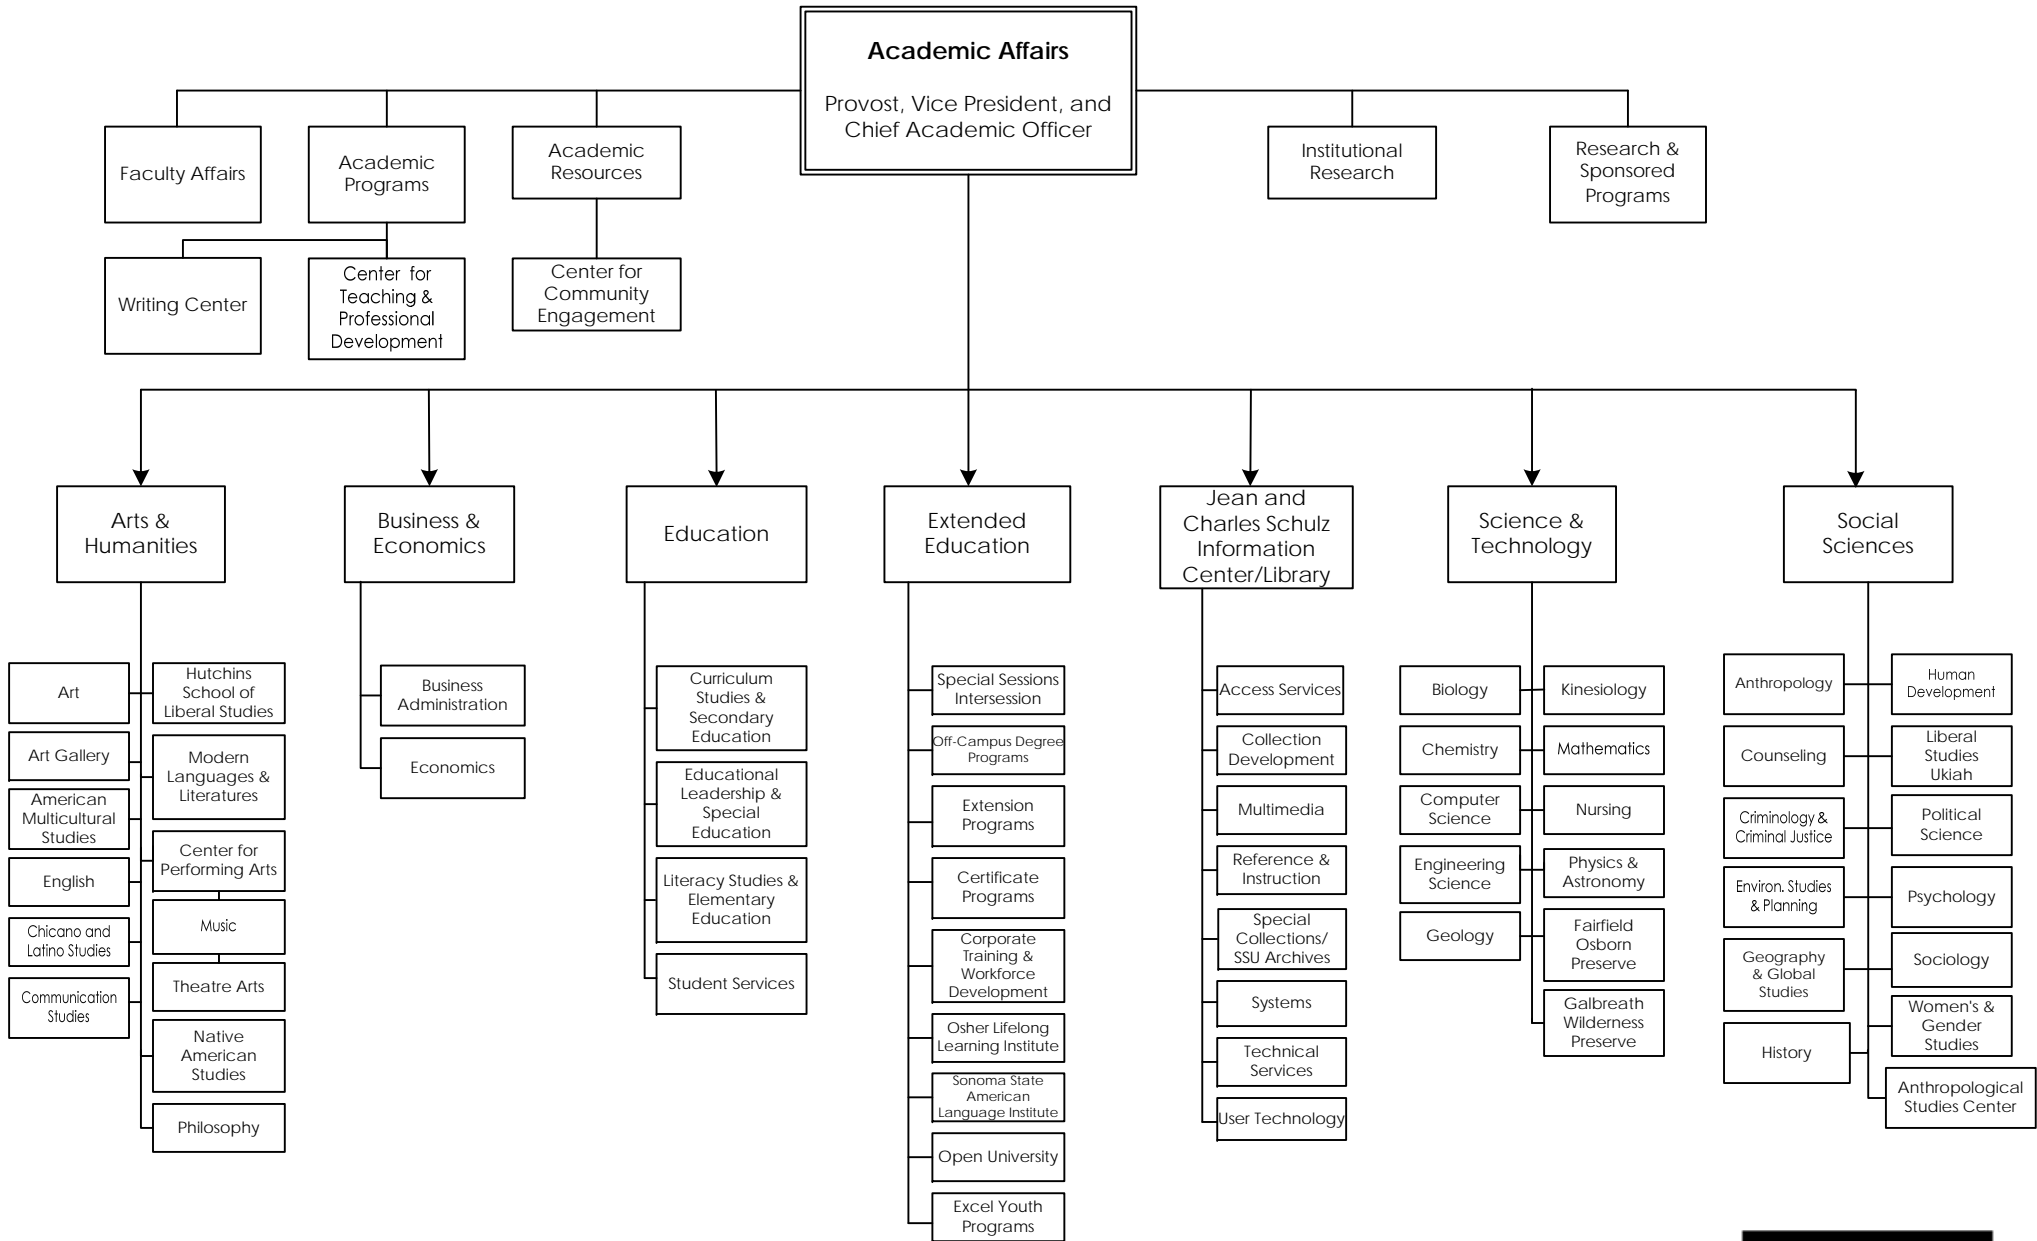 Academic Affairs
Provost, Vice President, and
Chief Academic Officer
Faculty Affairs
Academic
Programs
Academic
Resources
Institutional
Research
Research &
Sponsored
Programs
Writing Center
Center for
Teaching &
Professional
Development
Center for
Community
Engagement
Arts &
Humanities
Business &
Economics
Education
Extended
Education
Jean and
Charles Schulz
Information
Center/Library
Science &
Technology
Social
Sciences
Art
Art Gallery
American
Multicultural
Studies
English
Chicano and
Latino Studies
Communication
Studies
Hutchins
School of
Liberal Studies
Modern
Languages &
Literatures
Center for
Performing Arts
Music
Theatre Arts
Native
American
Studies
Philosophy
Business
Administration
Economics
Curriculum
Studies &
Secondary
Education
Educational
Leadership &
Special
Education
Literacy Studies &
Elementary
Education
Student Services
Special Sessions
Intersession
Off-Campus Degree
Programs
Extension
Programs
Certificate
Programs
Corporate
Training &
Workforce
Development
Osher Lifelong
Learning Institute
Sonoma State
American
Language Institute
Open University
Excel Youth
Programs
Access Services
Collection
Development
Multimedia
Reference &
Instruction
Special
Collections/
SSU Archives
Systems
Technical
Services
User Technology
Biology
Chemistry
Computer
Science
Engineering
Science
Geology
Kinesiology
Mathematics
Nursing
Physics &
Astronomy
Fairfield
Osborn
Preserve
Galbreath
Wilderness
Preserve
Anthropology
Counseling
Criminology &
Criminal Justice
Environ. Studies
& Planning
Geography
& Global
Studies
History
Human
Development
Liberal
Studies
Ukiah
Political
Science
Psychology
Sociology
Women's &
Gender
Studies
Anthropological
Studies Center